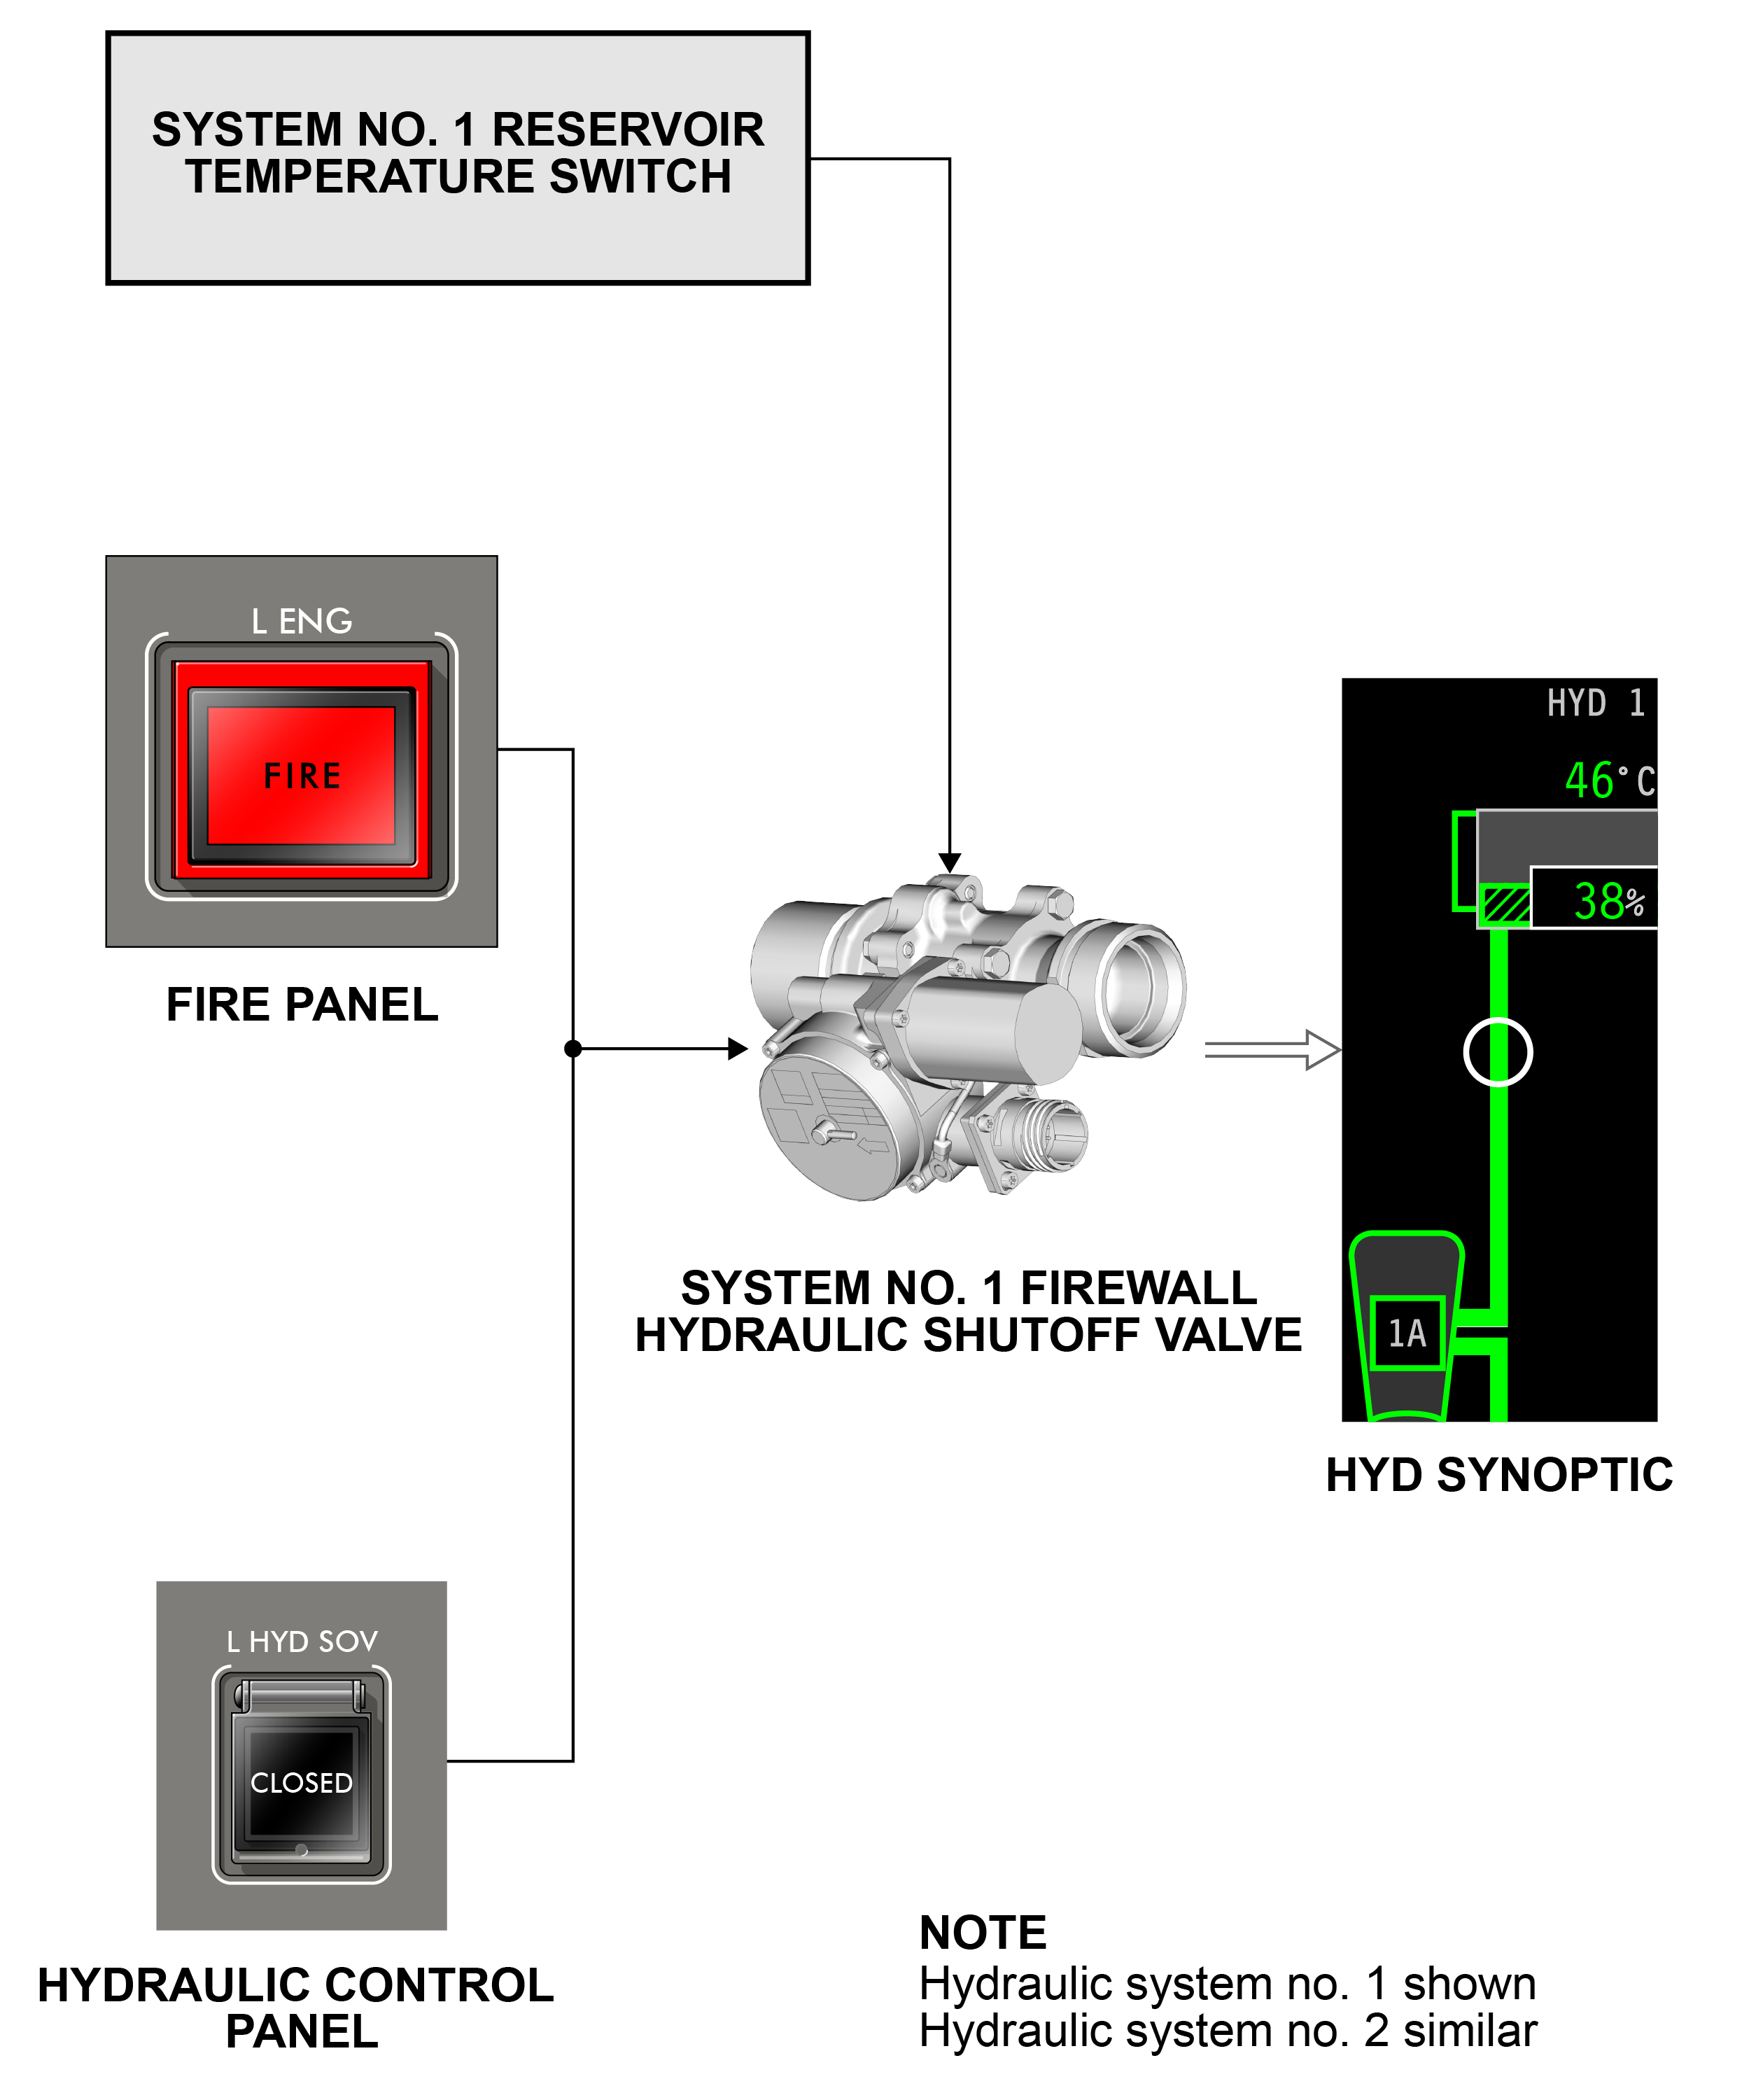 SYSTEM NO. 1 RESERVOIR
TEMPERATURE SWITCH
L ENG
FIRE
FIRE PANEL
HYD 1
46°C
38%
1A
SYSTEM NO. 1 FIREWALL
HYDRAULIC SHUTOFF VALVE
HYD SYNOPTIC
L HYD SOV
CLOSED
HYDRAULIC CONTROL
PANEL
NOTE
Hydraulic system no. 1 shown
Hydraulic system no. 2 similar